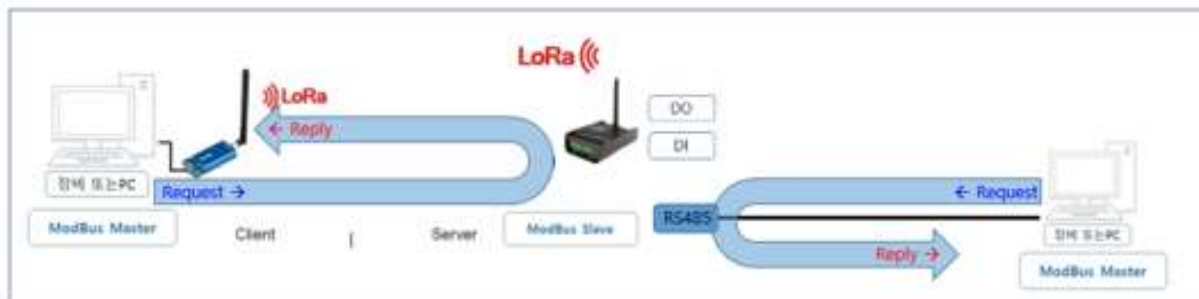 LoRa
LoRa
← Reply
DO
DI
장비 또는PC
Request →
ModBus Master
Client
|
Server
ModBus Slave
RS485
← Request
Reply →
장비 또는PC
ModBus Master